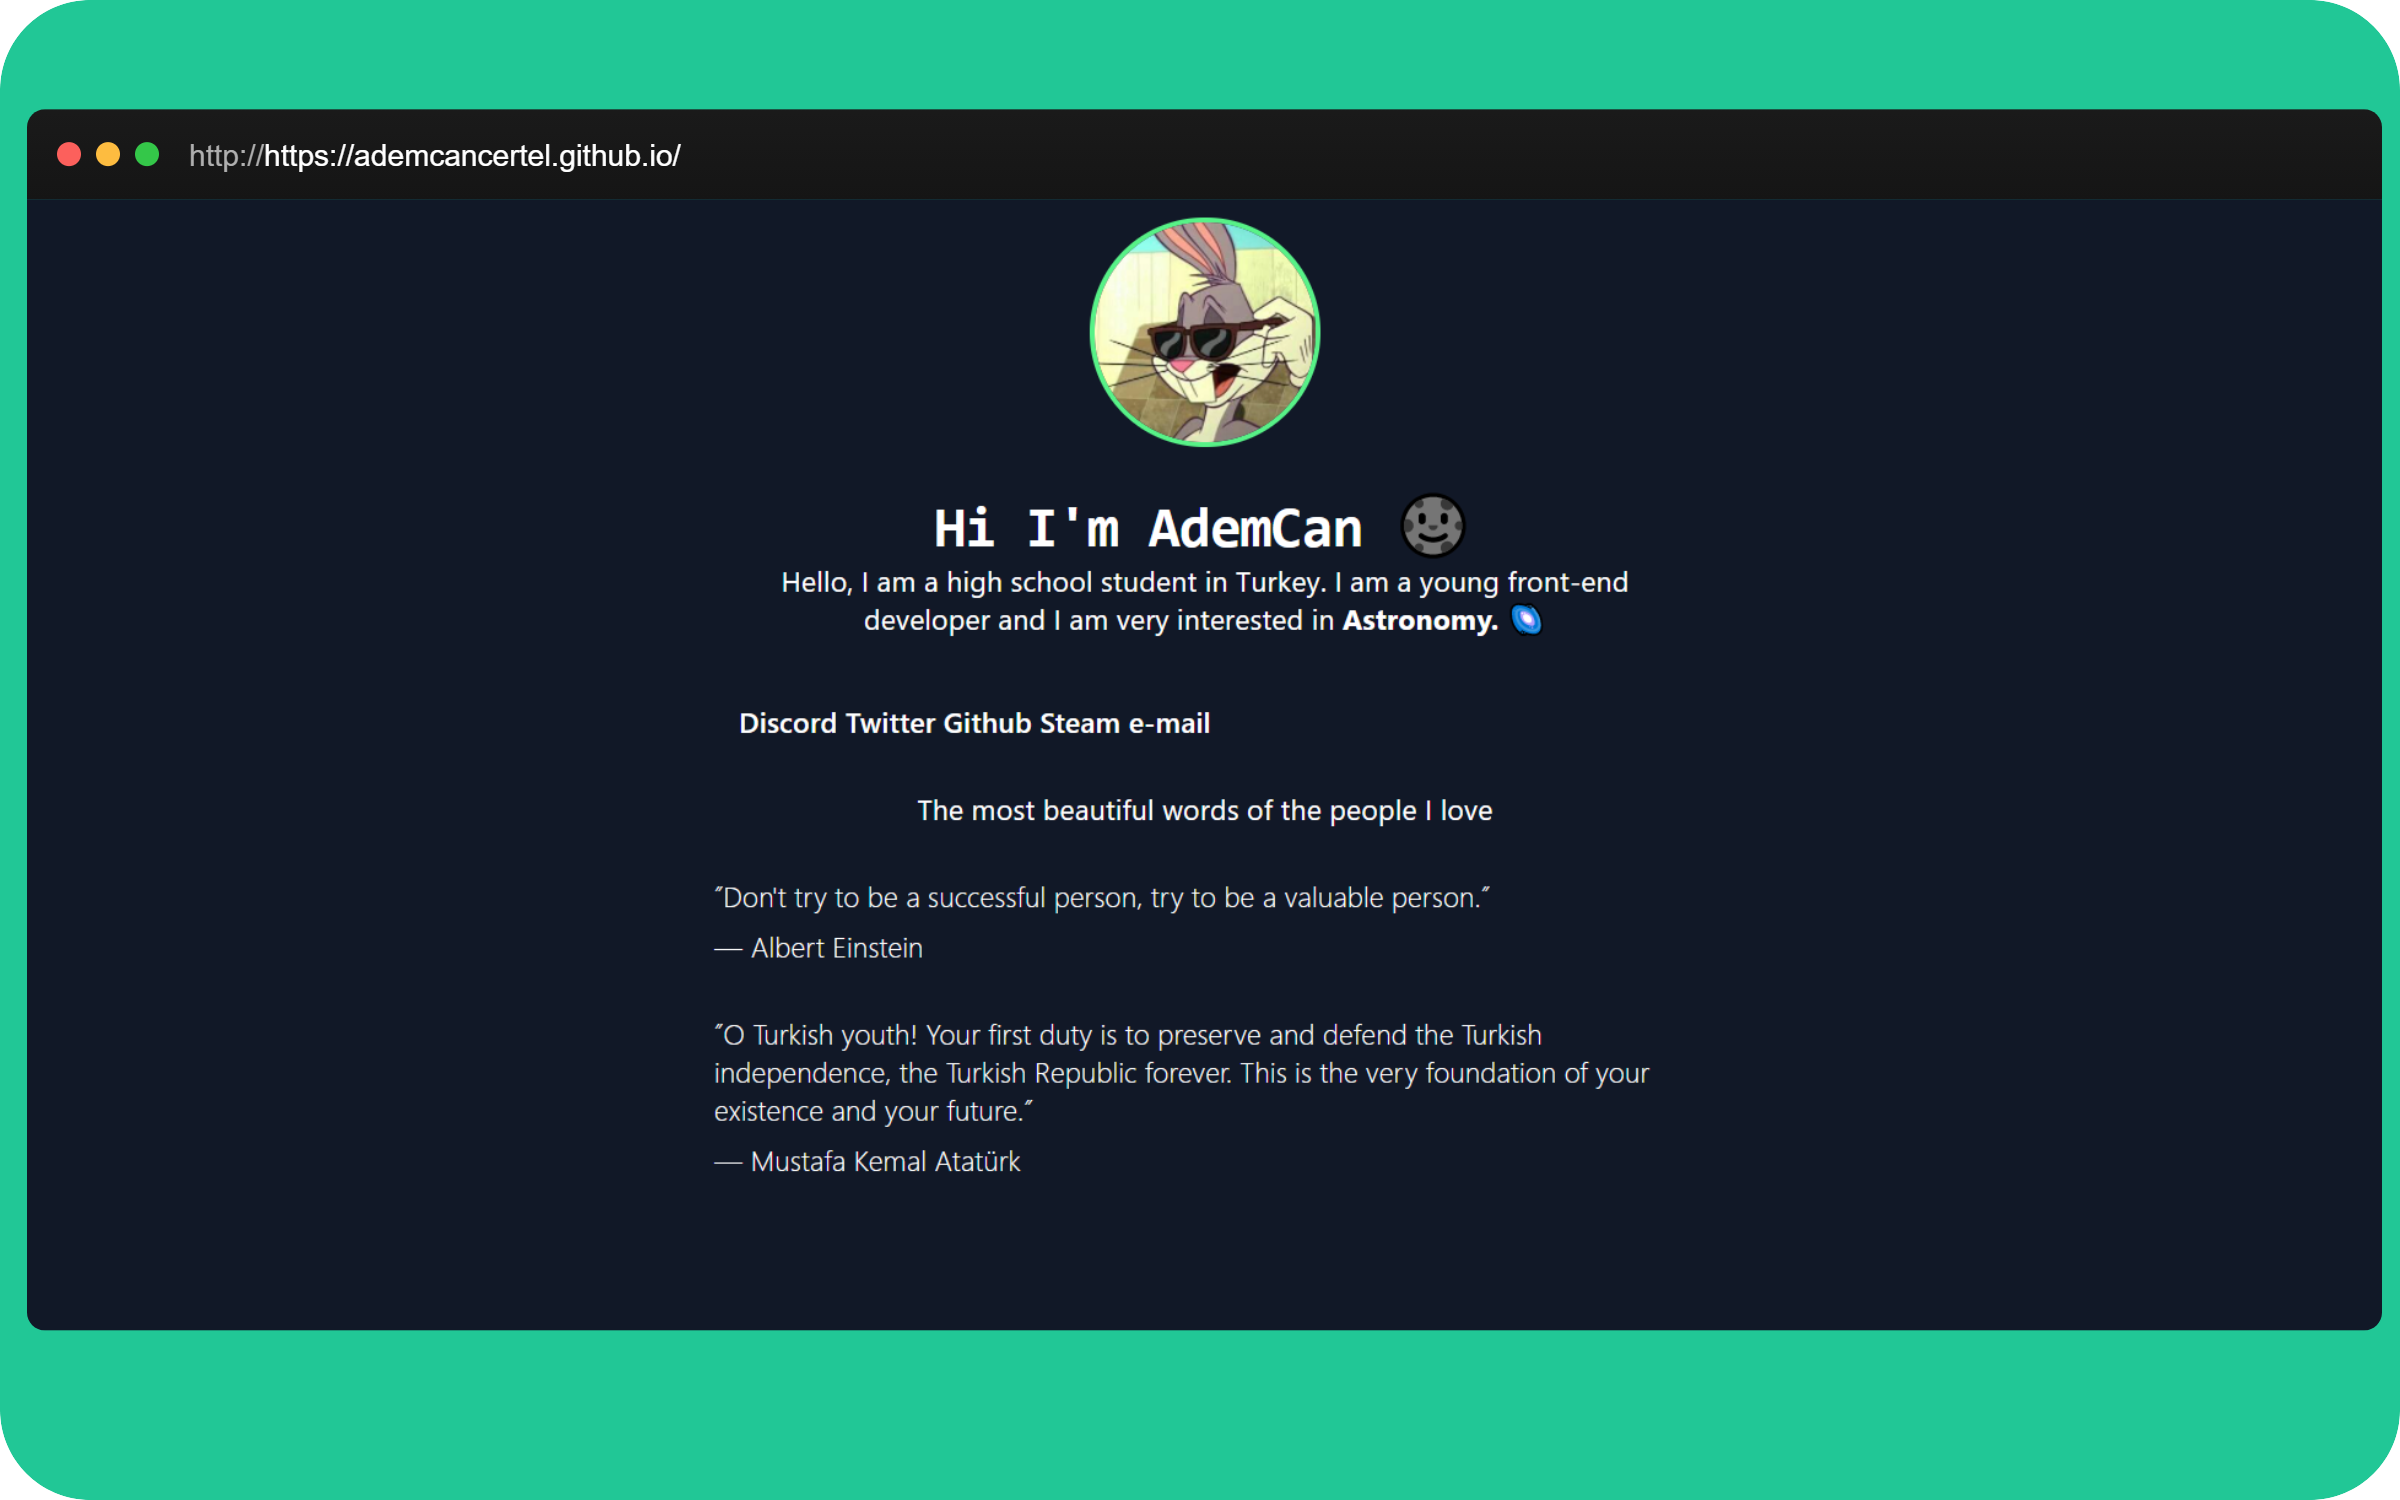 http://https://ademcancertel.github.io/
Hi I'm AdemCan 🌚
Hello, I am a high school student in Turkey. I am a young front-end
developer and I am very interested in Astronomy. 🌌
Discord Twitter Github Steam e-mail
The most beautiful words of the people I love
"Don't try to be a successful person, try to be a valuable person."
— Albert Einstein
"O Turkish youth! Your first duty is to preserve and defend the Turkish
independence, the Turkish Republic forever. This is the very foundation of your
existence and your future."
— Mustafa Kemal Atatürk